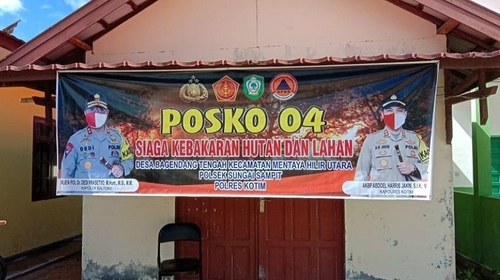 POSKO 04
SIAGA KEBAKARAN HUTAN DAN LAHAN
DESA BAGENDANG TENGAH KECAMATAN MENTAYA HILIR UTARA
POLSEK SUNGAI SAMPIT
POLRES KOTIM
IRJEN POL Dr. DEDI PRASETYO, M.Hum, M.Si, M.M.
KAPOLDA KALTENG
AKBP ABDOEL HARRIS JAKIN, S.I.K.
KAPOLRES KOTIM
DEDI